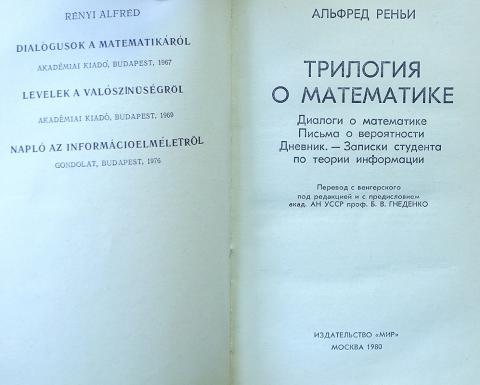 RÉNYI ALFRÉD
DIALÓGUSOK A MATEMATIKÁRÓL
AKADÉMIAI KIADÓ, BUDAPEST, 1967
LEVELEK A VALÓSZÍNŰSÉGRŐL
AKADÉMIAI KIADÓ, BUDAPEST, 1969
NAPLÓ AZ INFORMÁCIÓELMÉLETRŐL
GONDOLAT, BUDAPEST, 1976
АЛЬФРЕД РЕНЬИ
ТРИЛОГИЯ
О МАТЕМАТИКЕ
Диалоги о математике
Письма о вероятности
Дневник. — Записки студента
по теории информации
Перевод с венгерского
под редакцией и с предисловием
акад. АН УССР проф. Б. В. ГНЕДЕНКО
ИЗДАТЕЛЬСТВО «МИР»
МОСКВА 1980